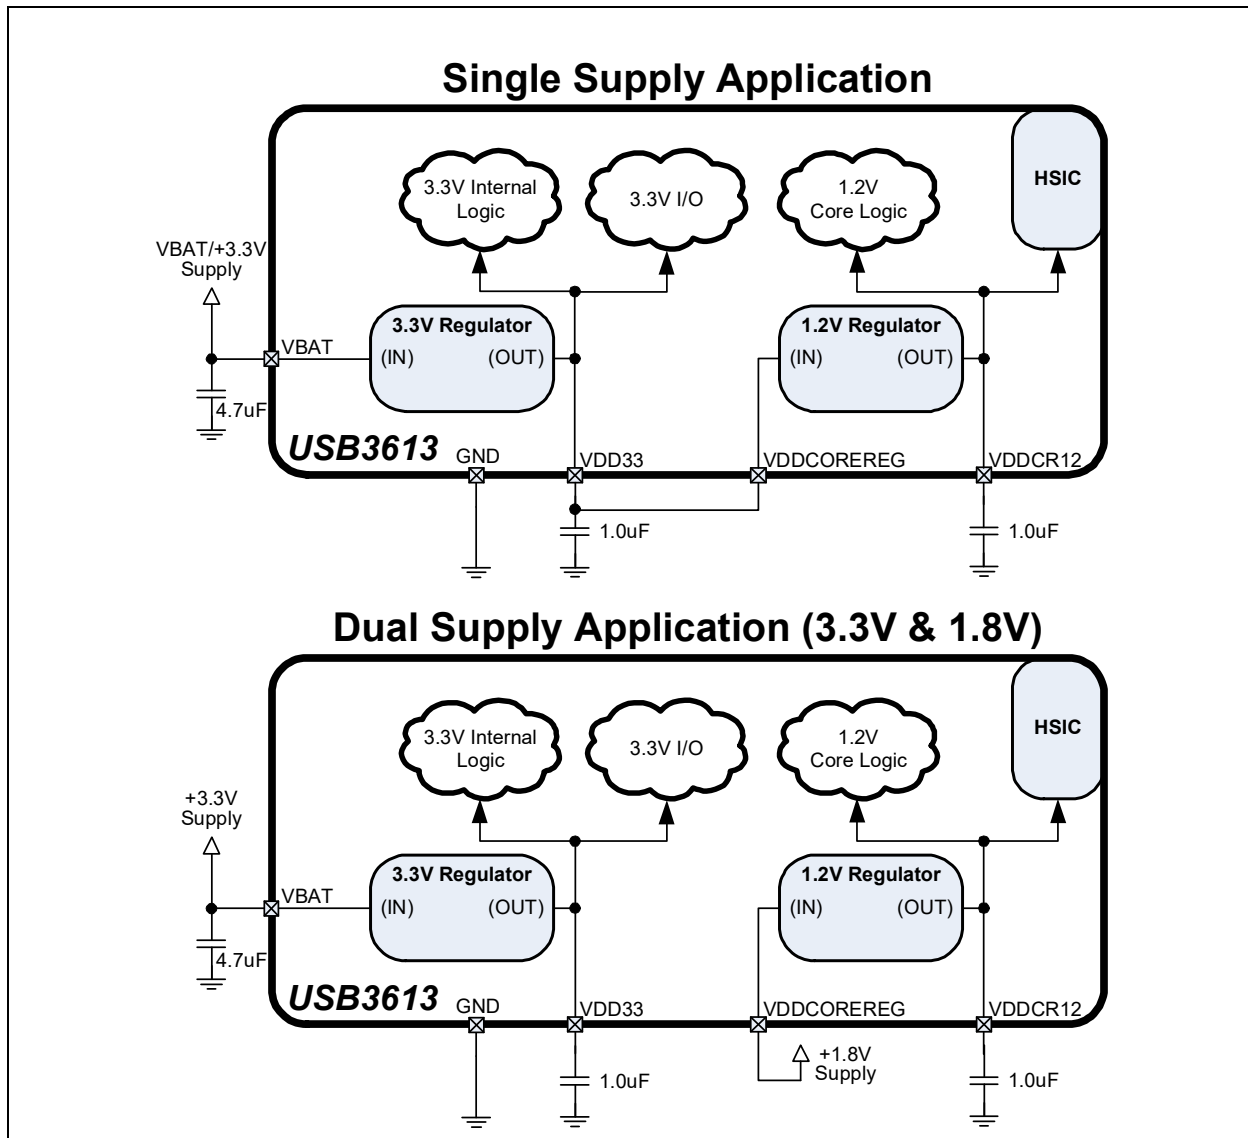 Single Supply Application
HSIC
3.3V Internal
Logic
3.3V I/O
1.2V
Core Logic
VBAT/+3.3V
Supply
3.3V Regulator
1.2V Regulator
VBAT
(IN)
(OUT)
(IN)
(OUT)
4.7uF
USB3613
GND
VDD33
VDDCOREREG
VDDCR12
1.0uF
1.0uF
Dual Supply Application (3.3V & 1.8V)
HSIC
3.3V Internal
Logic
3.3V I/O
1.2V
Core Logic
+3.3V
Supply
3.3V Regulator
1.2V Regulator
VBAT
(IN)
(OUT)
(IN)
(OUT)
4.7uF
USB3613
GND
VDD33
VDDCOREREG
VDDCR12
+1.8V
Supply
1.0uF
1.0uF